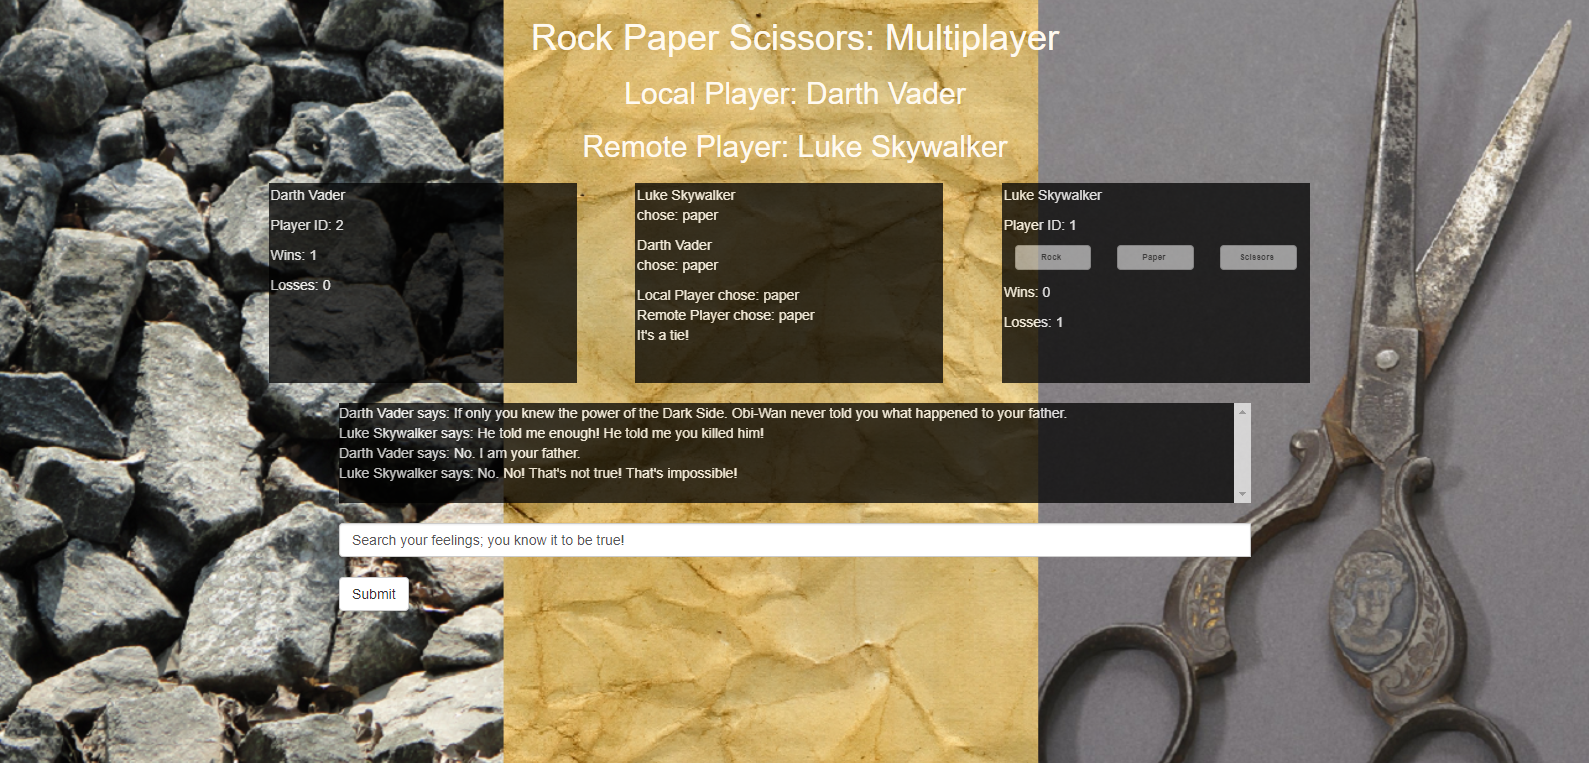 Rock Paper Scissors: Multiplayer
Local Player: Darth Vader
Remote Player: Luke Skywalker
Darth Vader
Player ID: 2
Wins: 1
Losses: 0
Luke Skywalker
chose: paper
Darth Vader
chose: paper
Local Player chose: paper
Remote Player chose: paper
It's a tie!
Luke Skywalker
Player ID: 1
Rock Paper Scissors
Wins: 0
Losses: 1
Darth Vader says: If only you knew the power of the Dark Side. Obi-Wan never told you what happened to your father.
Luke Skywalker says: He told me enough! He told me you killed him!
Darth Vader says: No. I am your father.
Luke Skywalker says: No. No! That's not true! That's impossible!
Search your feelings; you know it to be true!
Submit